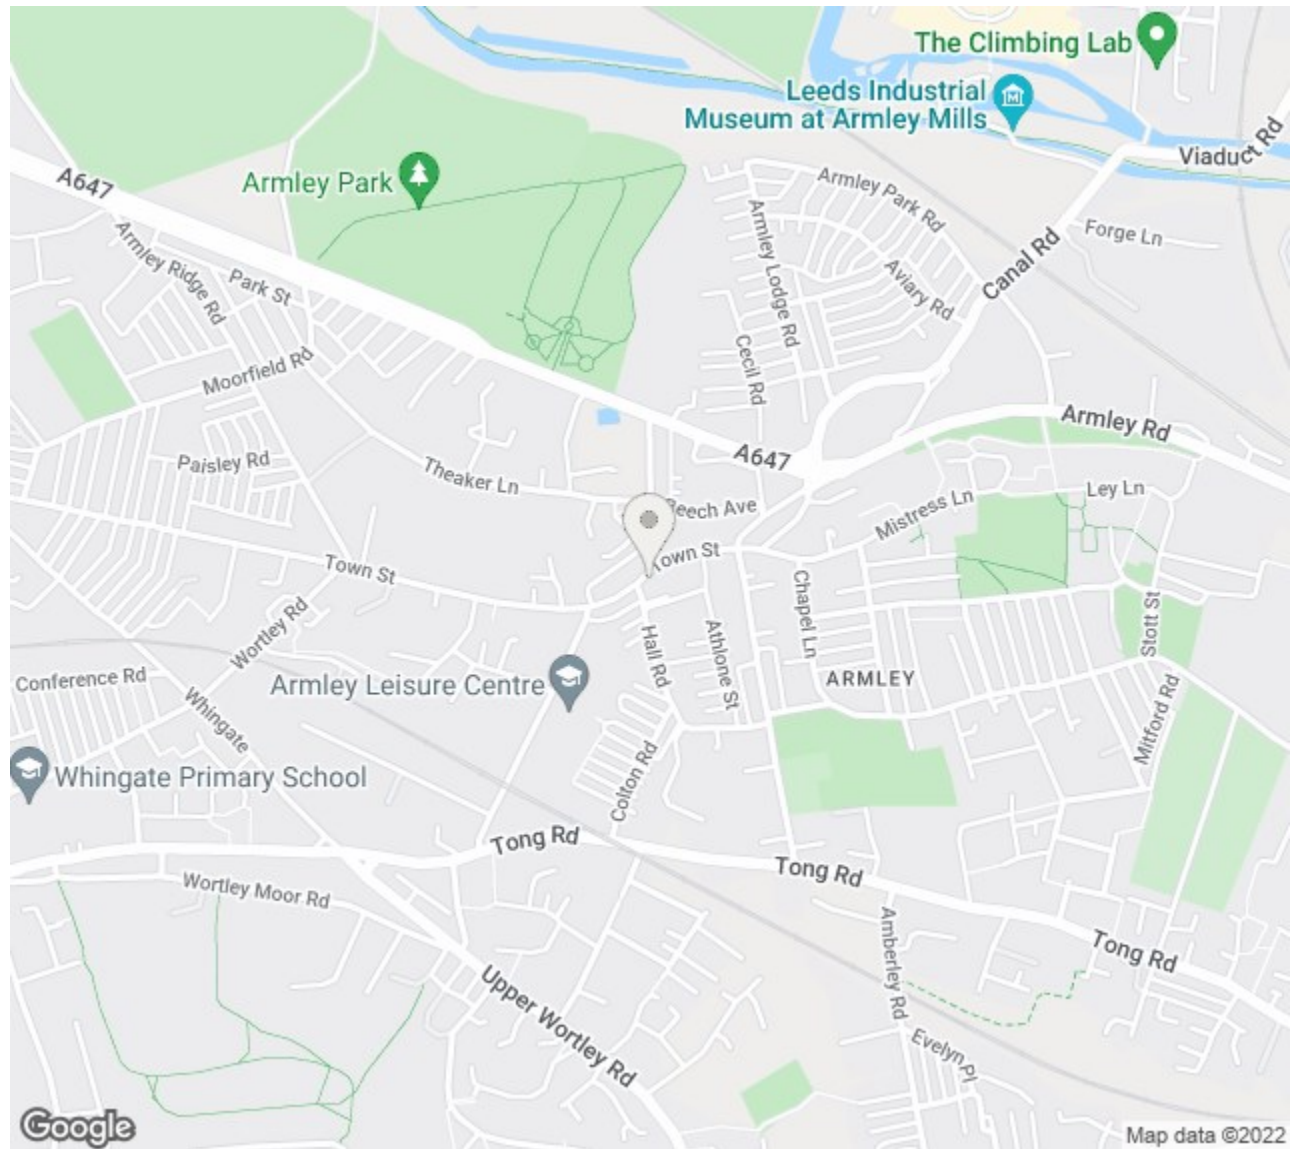 The Climbing Lab
Leeds Industrial
Museum at Armley Mills
Viaduct Rd
A647
Armley Park
Armley Park Rd
Armley Lodge Rd
Forge Ln
Canal Rd
Armley Ridge Rd
Park St
Aviary Rd
Cecil Rd
Moorfield Rd
Armley Rd
A647
Paisley Rd
Theaker Ln
Mistress Ln
Ley Ln
eech Ave
Town St
Town St
Chapel Ln
Wortley Rd
Stott St
Hall Rd
Athlone St
Conference Rd
Armley Leisure Centre
ARMLEY
Whingate
Mitford Rd
Whingate Primary School
Colton Rd
Tong Rd
Tong Rd
Wortley Moor Rd
Amberley Rd
Tong Rd
Upper Wortley Rd
Evelyn Pl
Google
Map data ©2022